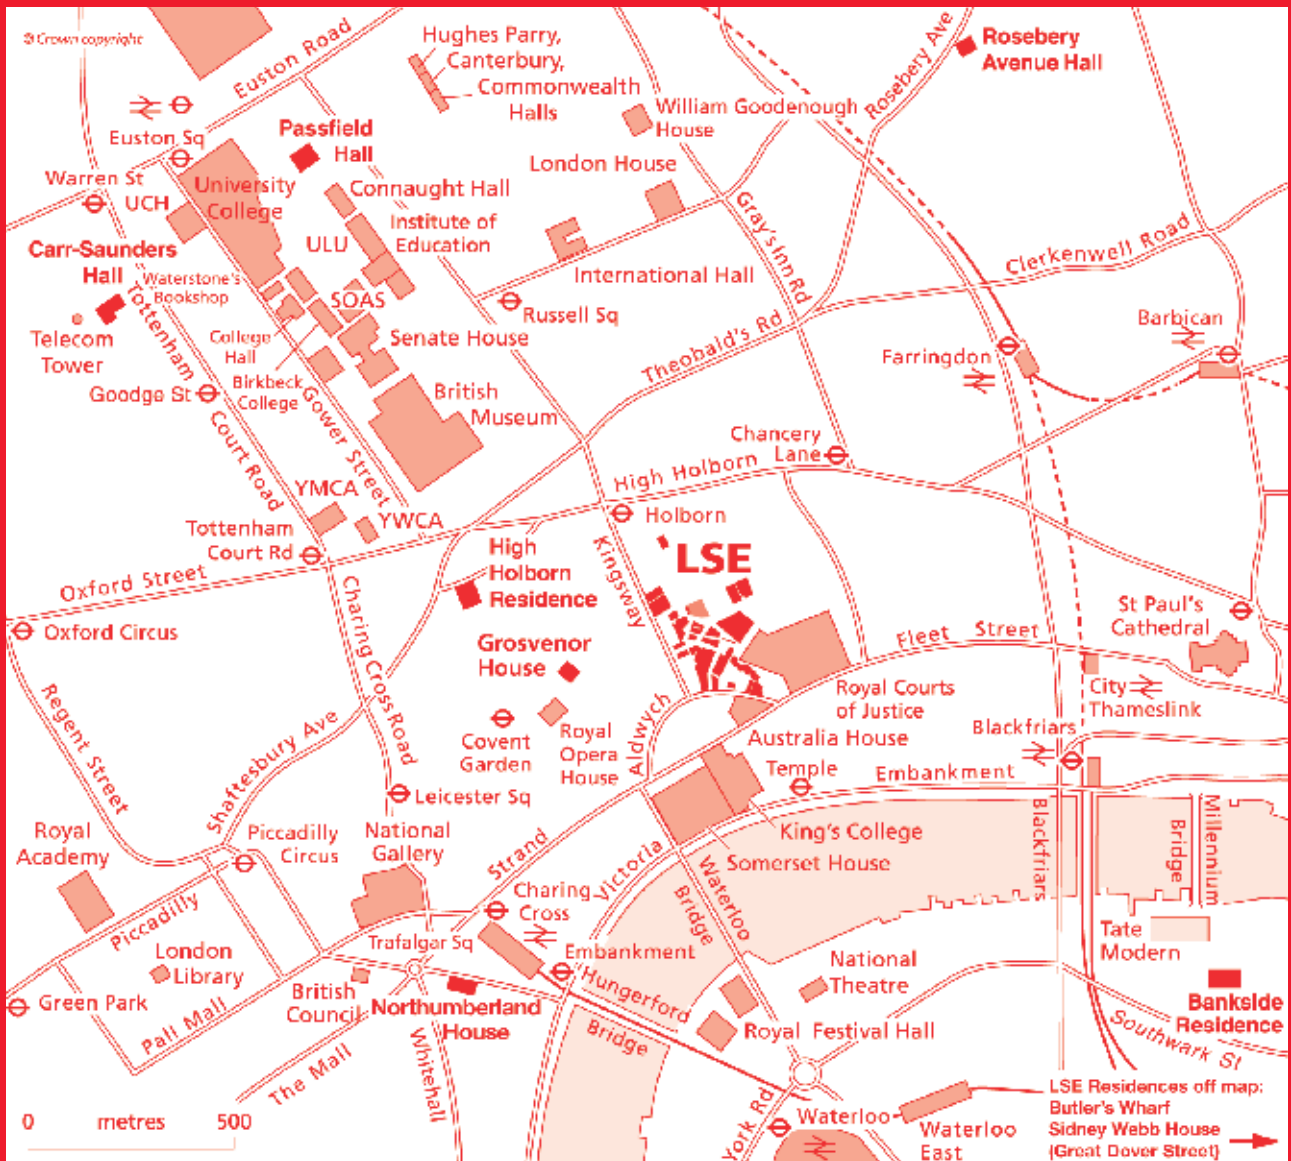 © Crown copyright
Euston Road
Hughes Parry,
Canterbury,
Commonwealth
Halls
Rosebery Ave
Rosebery
Avenue Hall
William Goodenough
House
Euston Sq
Passfield
Hall
London House
Warren St
UCH
University
College
Connaught Hall
Institute of
Education
ULU
Gray's Inn Rd
Clerkenwell Road
Carr-Saunders
Hall
Waterstone's
Bookshop
International Hall
SOAS
Russell Sq
Telecom
Tower
Tottenham
Court Road
College
Hall
Senate House
Theobald's Rd
Farringdon
Barbican
Goodge St
Birkbeck
College
Gower Street
British
Museum
Chancery
Lane
High Holborn
YMCA
YWCA
Holborn
Tottenham
Court Rd
LSE
Oxford Street
High
Holborn
Residence
Kingsway
St Paul's
Cathedral
Oxford Circus
Charing Cross Road
Grosvenor
House
Fleet Street
Regent Street
Royal Courts
of Justice
City
Thameslink
Shaftesbury Ave
Covent
Garden
Royal
Opera
House
Aldwych
Australia House
Blackfriars
Temple
Embankment
Leicester Sq
Royal
Academy
Piccadilly
Circus
National
Gallery
Strand
Victoria
King's College
Somerset House
Waterloo
Bridge
Blackfriars
Millennium
Bridge
Piccadilly
Charing
Cross
Trafalgar Sq
Embankment
Tate
Modern
London
Library
National
Theatre
Green Park
Pall Mall
British
Council
Northumberland
House
Hungerford
Bridge
Royal Festival Hall
Bankside
Residence
Southwark St
The Mall
Whitehall
0 metres 500
York Rd
Waterloo
Waterloo
East
LSE Residences off map:
Butler's Wharf
Sidney Webb House
(Great Dover Street)